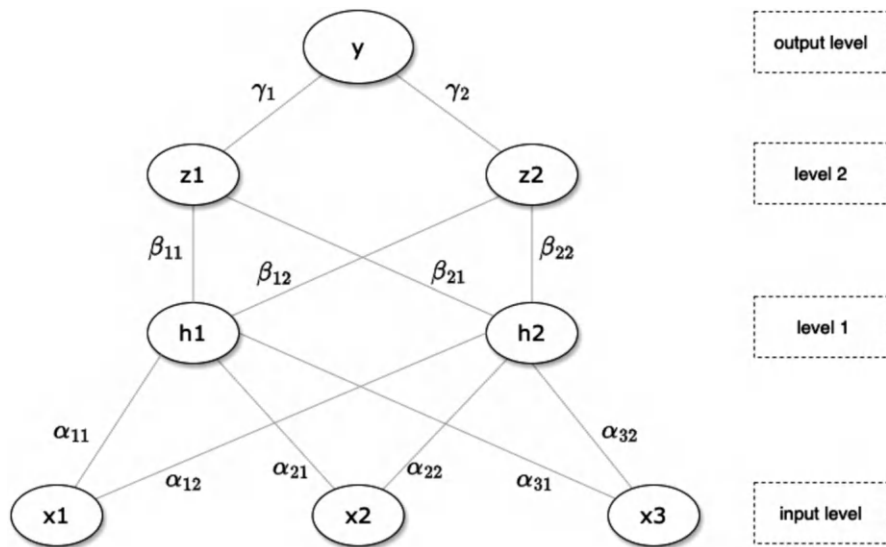 y
output level
γ₁
γ₂
z1
z2
level 2
β₁₁
β₁₂
β₂₁
β₂₂
h1
h2
level 1
α₁₁
α₁₂
α₂₁
α₂₂
α₃₁
α₃₂
x1
x2
x3
input level